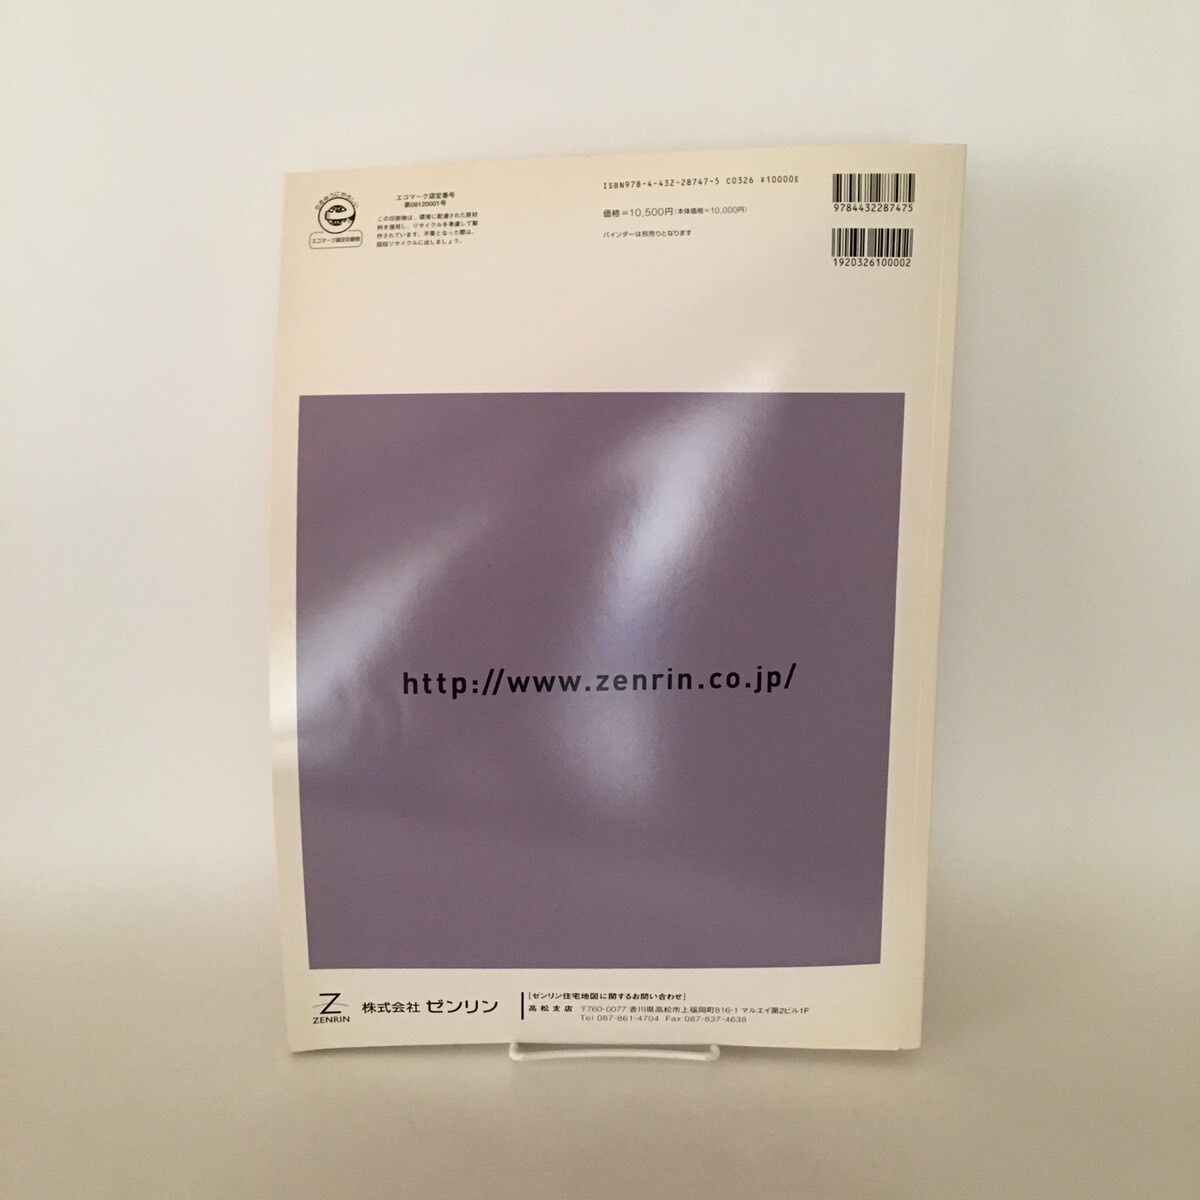 ちきゅうにやさしい
エコマーク認定印刷物
エコマーク認定番号
第08120001号
この印刷物は、環境に配慮された原材
料を使用し、リサイクルを考慮して製
作されています。不要となった際は、
回収リサイクルに出しましょう。
ISBN978-4-432-28747-5 C0326 ¥10000E
価格=10,500円(本体価格=10,000円)
バインダーは別売りとなります
9784432287475
1920326100002
http://www.zenrin.co.jp/
Z
ZENRIN
株式会社 ゼンリン
[ゼンリン住宅地図に関するお問い合わせ]
高松支店 〒760-0077 香川県高松市上福岡町816-1 マルエイ第2ビル1F
Tel 087-861-4704 Fax 087-837-4638